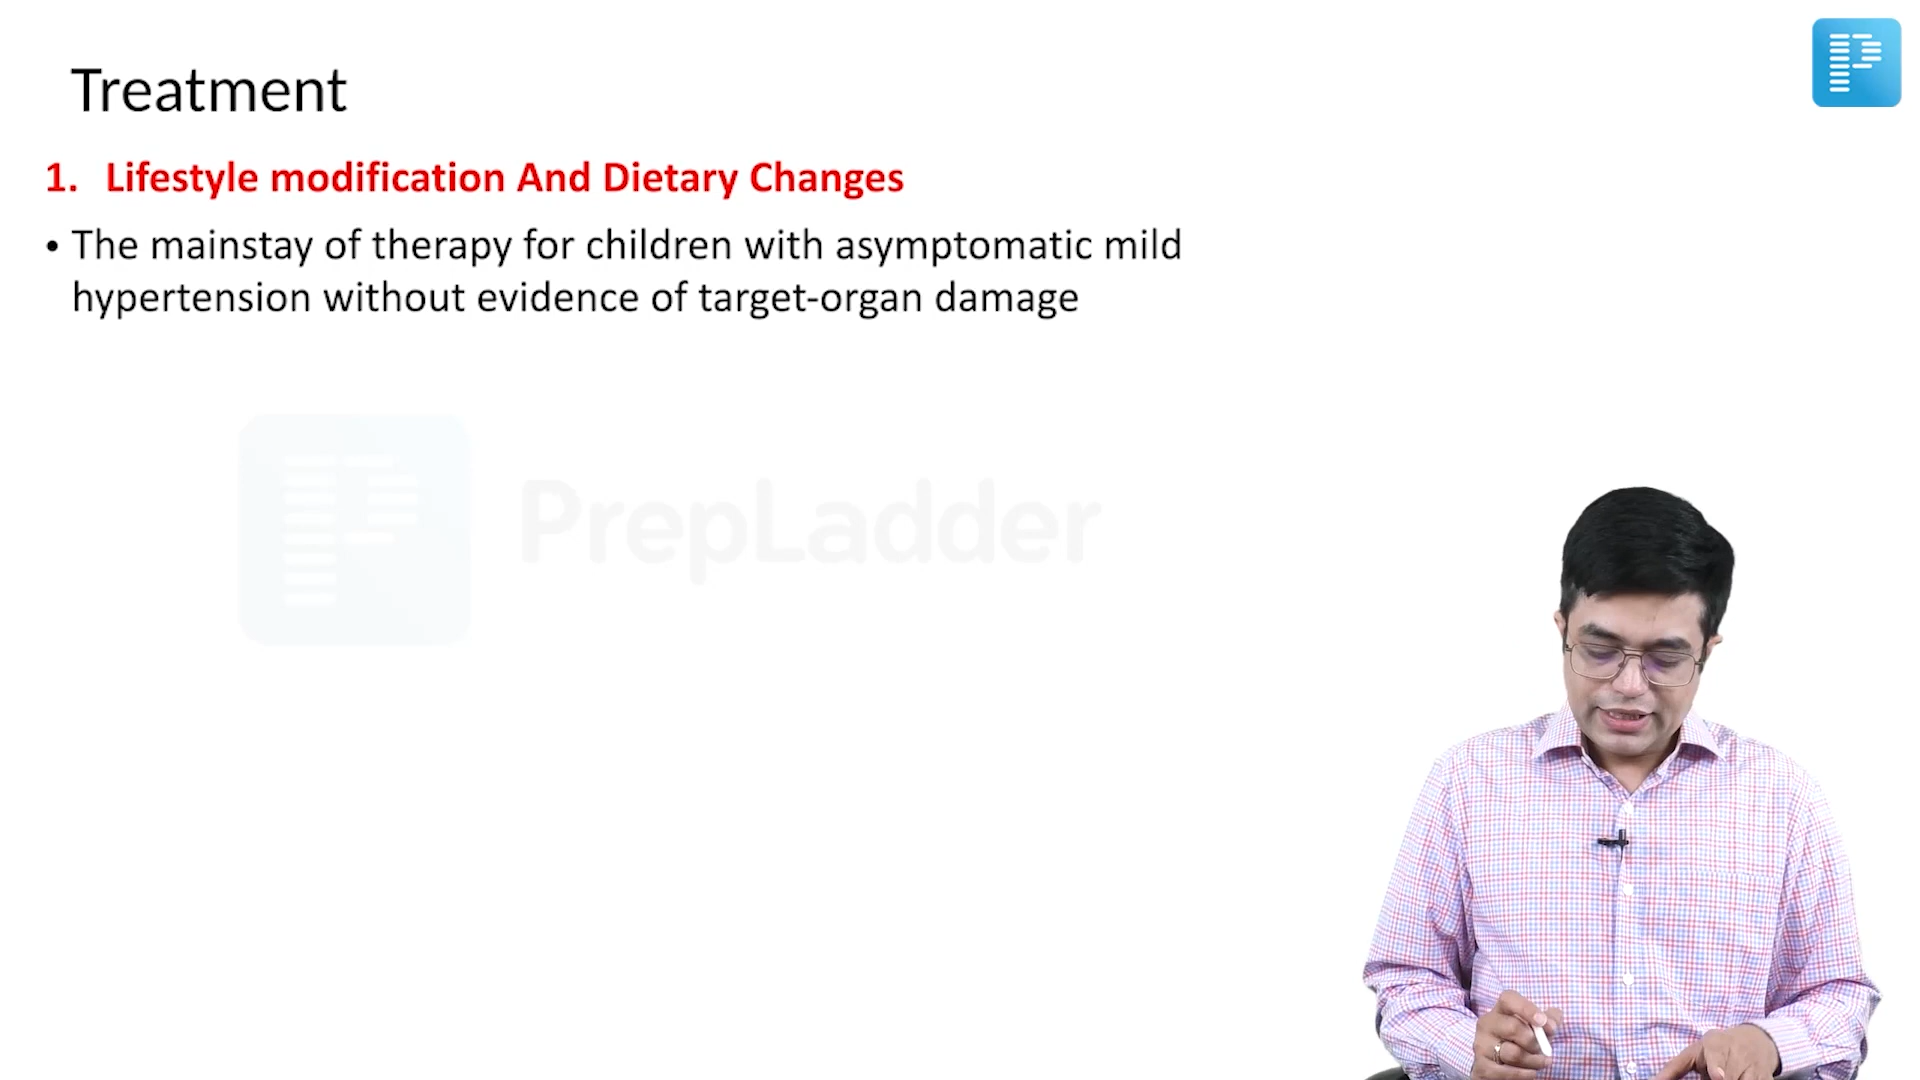 Treatment
1. Lifestyle modification And Dietary Changes
• The mainstay of therapy for children with asymptomatic mild
hypertension without evidence of target-organ damage
PrepLadder